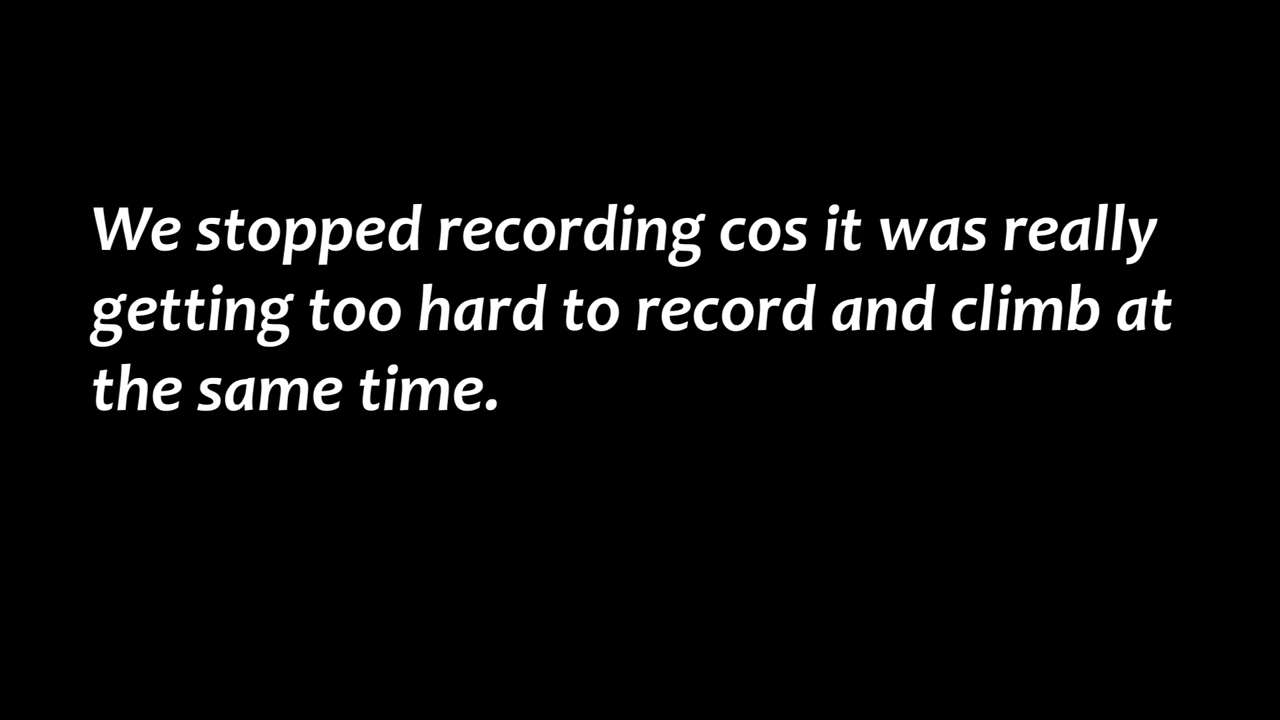 We stopped recording cos it was really
getting too hard to record and climb at
the same time.